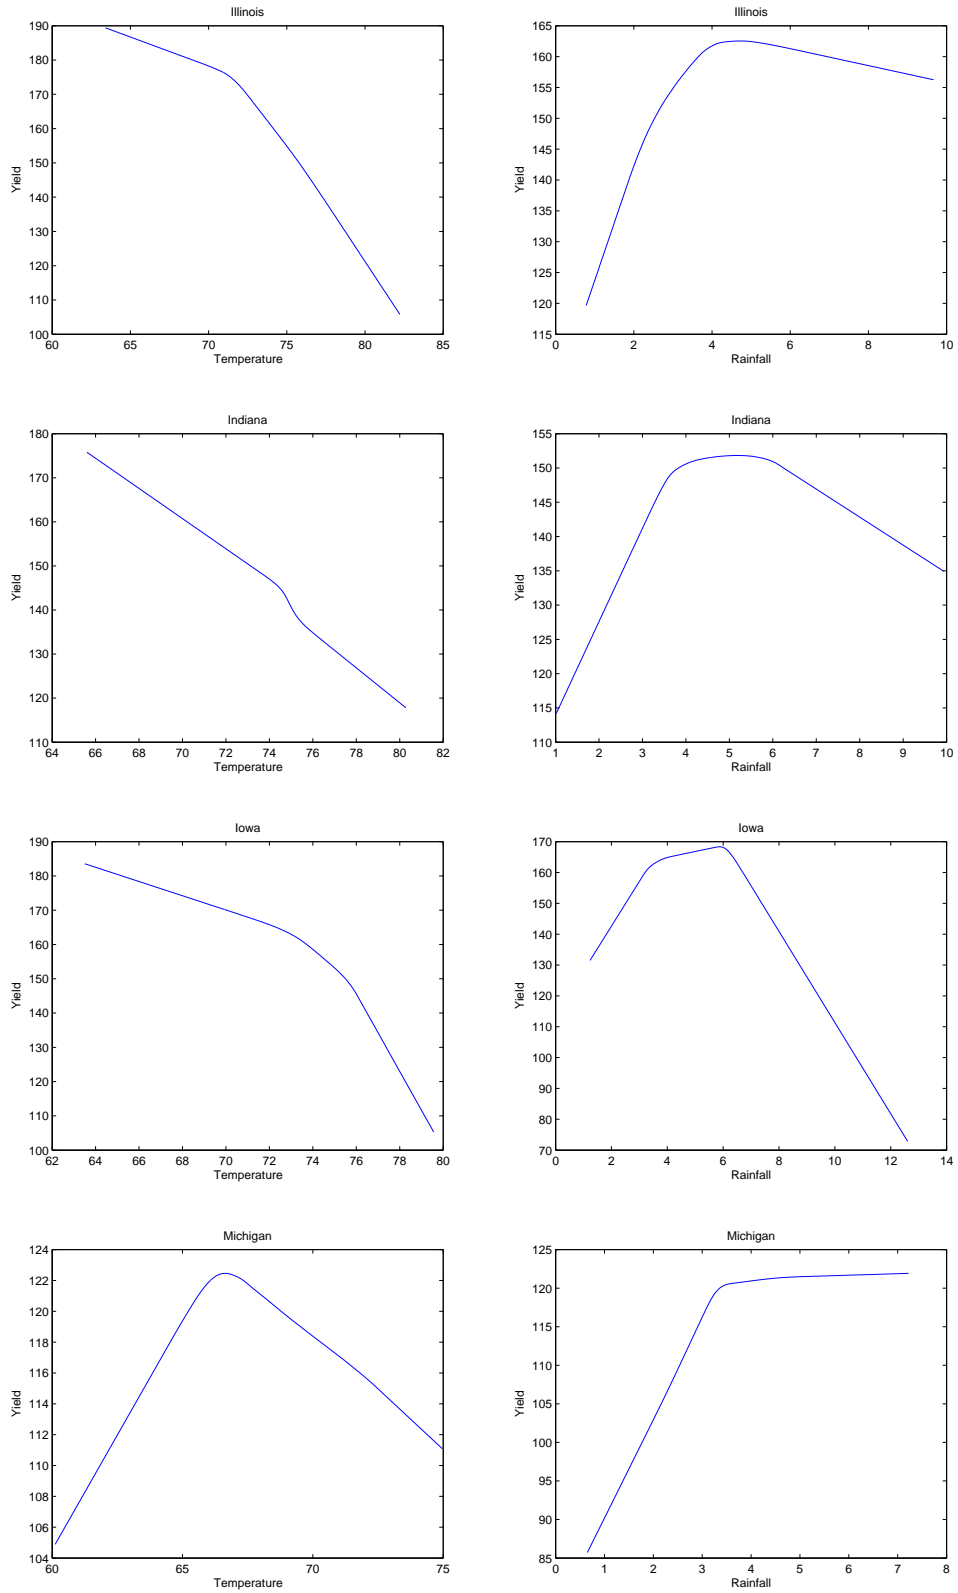 Illinois
190
180
170
160
150
140
130
120
110
100
Yield
60 65 70 75 80 85
Temperature
Illinois
165
160
155
150
145
140
135
130
125
120
115
Yield
0 2 4 6 8 10
Rainfall
Indiana
180
170
160
150
140
130
120
110
Yield
64 66 68 70 72 74 76 78 80 82
Temperature
Indiana
155
150
145
140
135
130
125
120
115
110
Yield
1 2 3 4 5 6 7 8 9 10
Rainfall
Iowa
190
180
170
160
150
140
130
120
110
100
Yield
62 64 66 68 70 72 74 76 78 80
Temperature
Iowa
170
160
150
140
130
120
110
100
90
80
70
Yield
0 2 4 6 8 10 12 14
Rainfall
Michigan
124
122
120
118
116
114
112
110
108
106
104
Yield
60 65 70 75
Temperature
Michigan
125
120
115
110
105
100
95
90
85
Yield
0 1 2 3 4 5 6 7 8
Rainfall